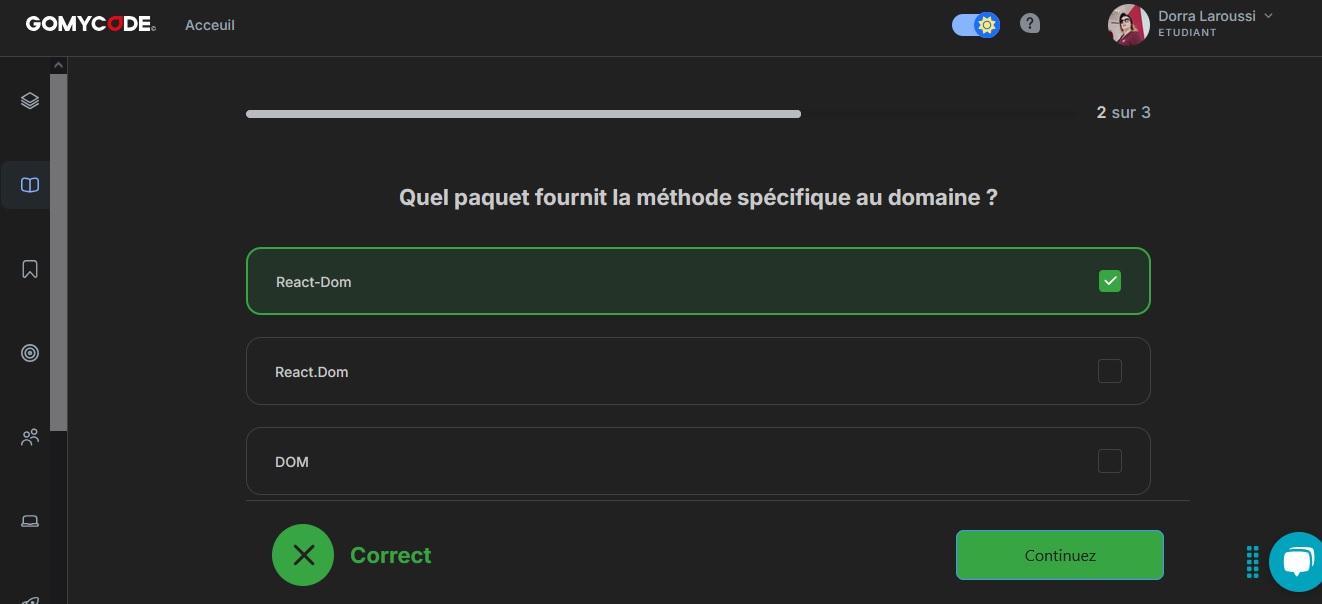 GOMYCODE
Acceuil
?
Dorra Laroussi
ETUDIANT
2 sur 3
Quel paquet fournit la méthode spécifique au domaine ?
React-Dom
React.Dom
DOM
Correct
Continuez